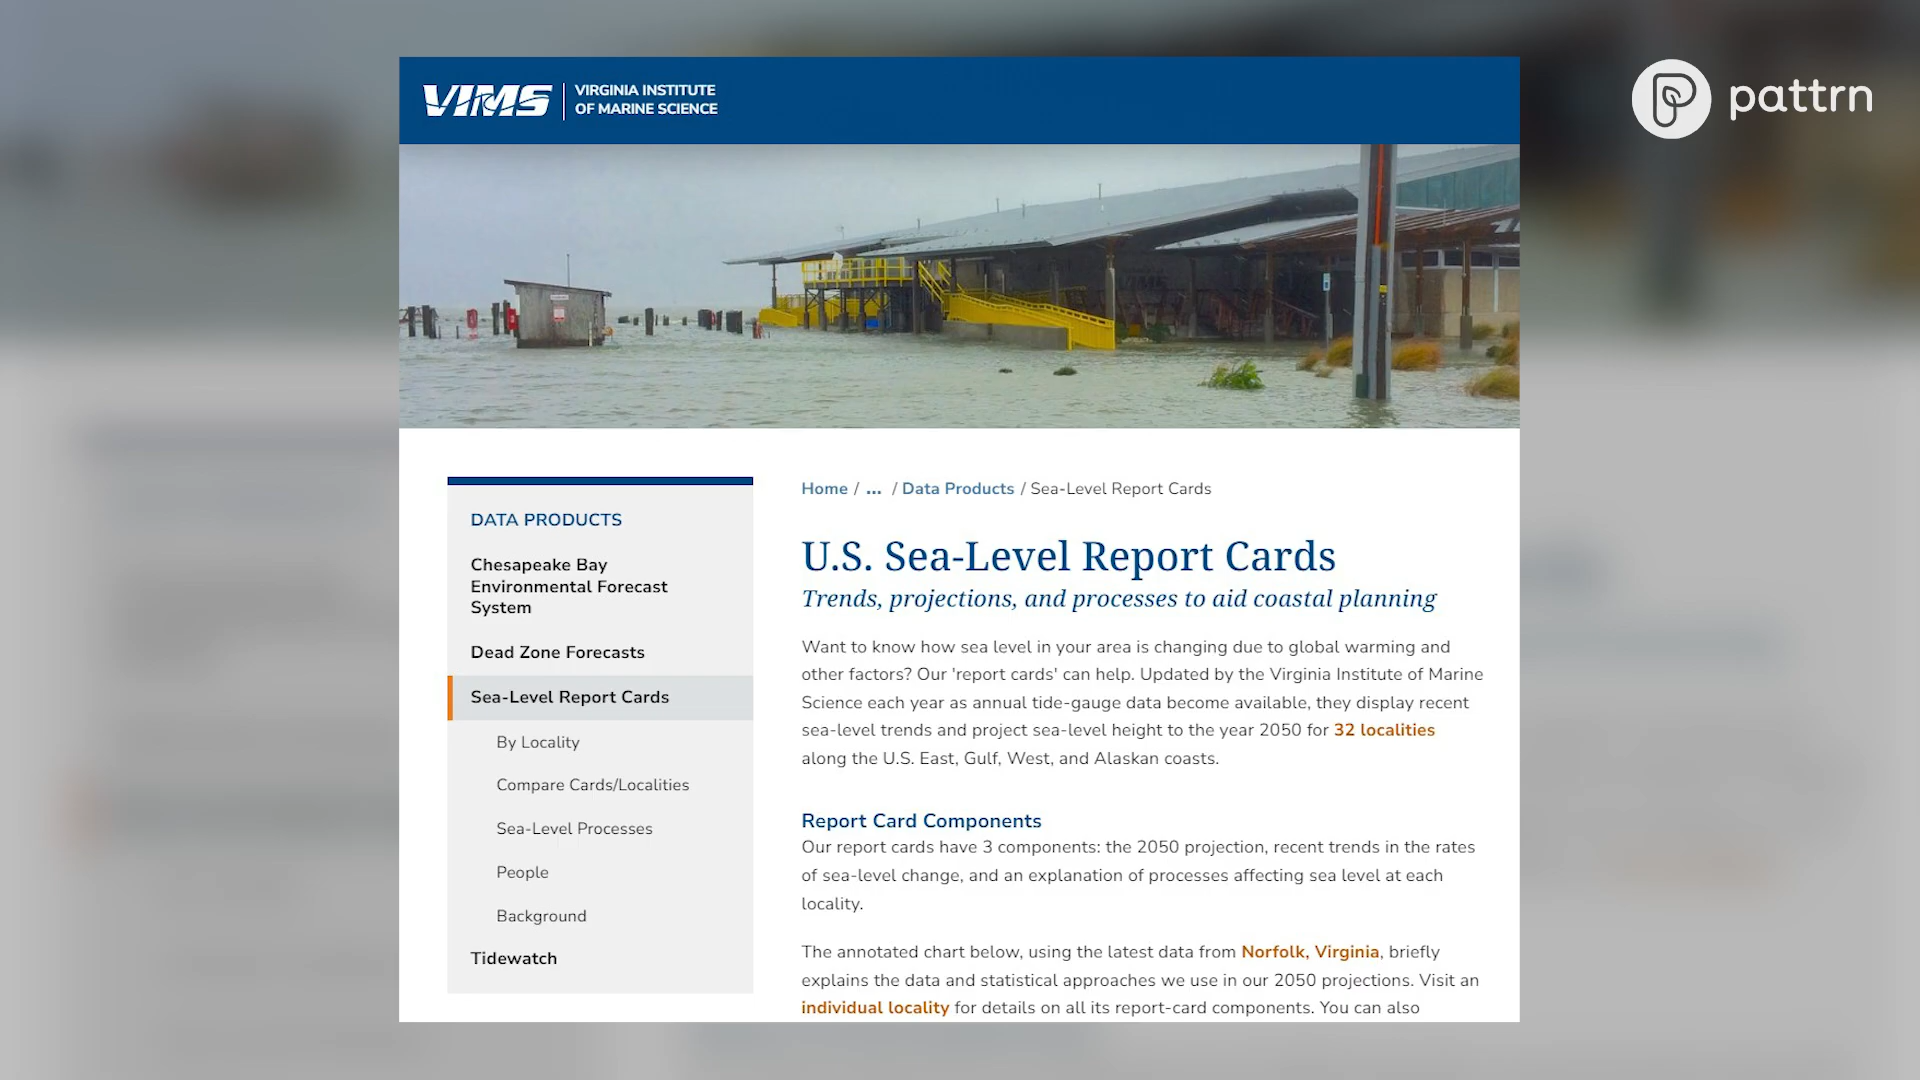 VIMS
VIRGINIA INSTITUTE
OF MARINE SCIENCE
pattrn
DATA PRODUCTS
Chesapeake Bay
Environmental Forecast
System
Dead Zone Forecasts
Sea-Level Report Cards
By Locality
Compare Cards/Localities
Sea-Level Processes
People
Background
Tidewatch
Home / ... / Data Products / Sea-Level Report Cards
U.S. Sea-Level Report Cards
Trends, projections, and processes to aid coastal planning
Want to know how sea level in your area is changing due to global warming and
other factors? Our 'report cards' can help. Updated by the Virginia Institute of Marine
Science each year as annual tide-gauge data become available, they display recent
sea-level trends and project sea-level height to the year 2050 for 32 localities
along the U.S. East, Gulf, West, and Alaskan coasts.
Report Card Components
Our report cards have 3 components: the 2050 projection, recent trends in the rates
of sea-level change, and an explanation of processes affecting sea level at each
locality.
The annotated chart below, using the latest data from Norfolk, Virginia, briefly
explains the data and statistical approaches we use in our 2050 projections. Visit an
individual locality for details on all its report-card components. You can also